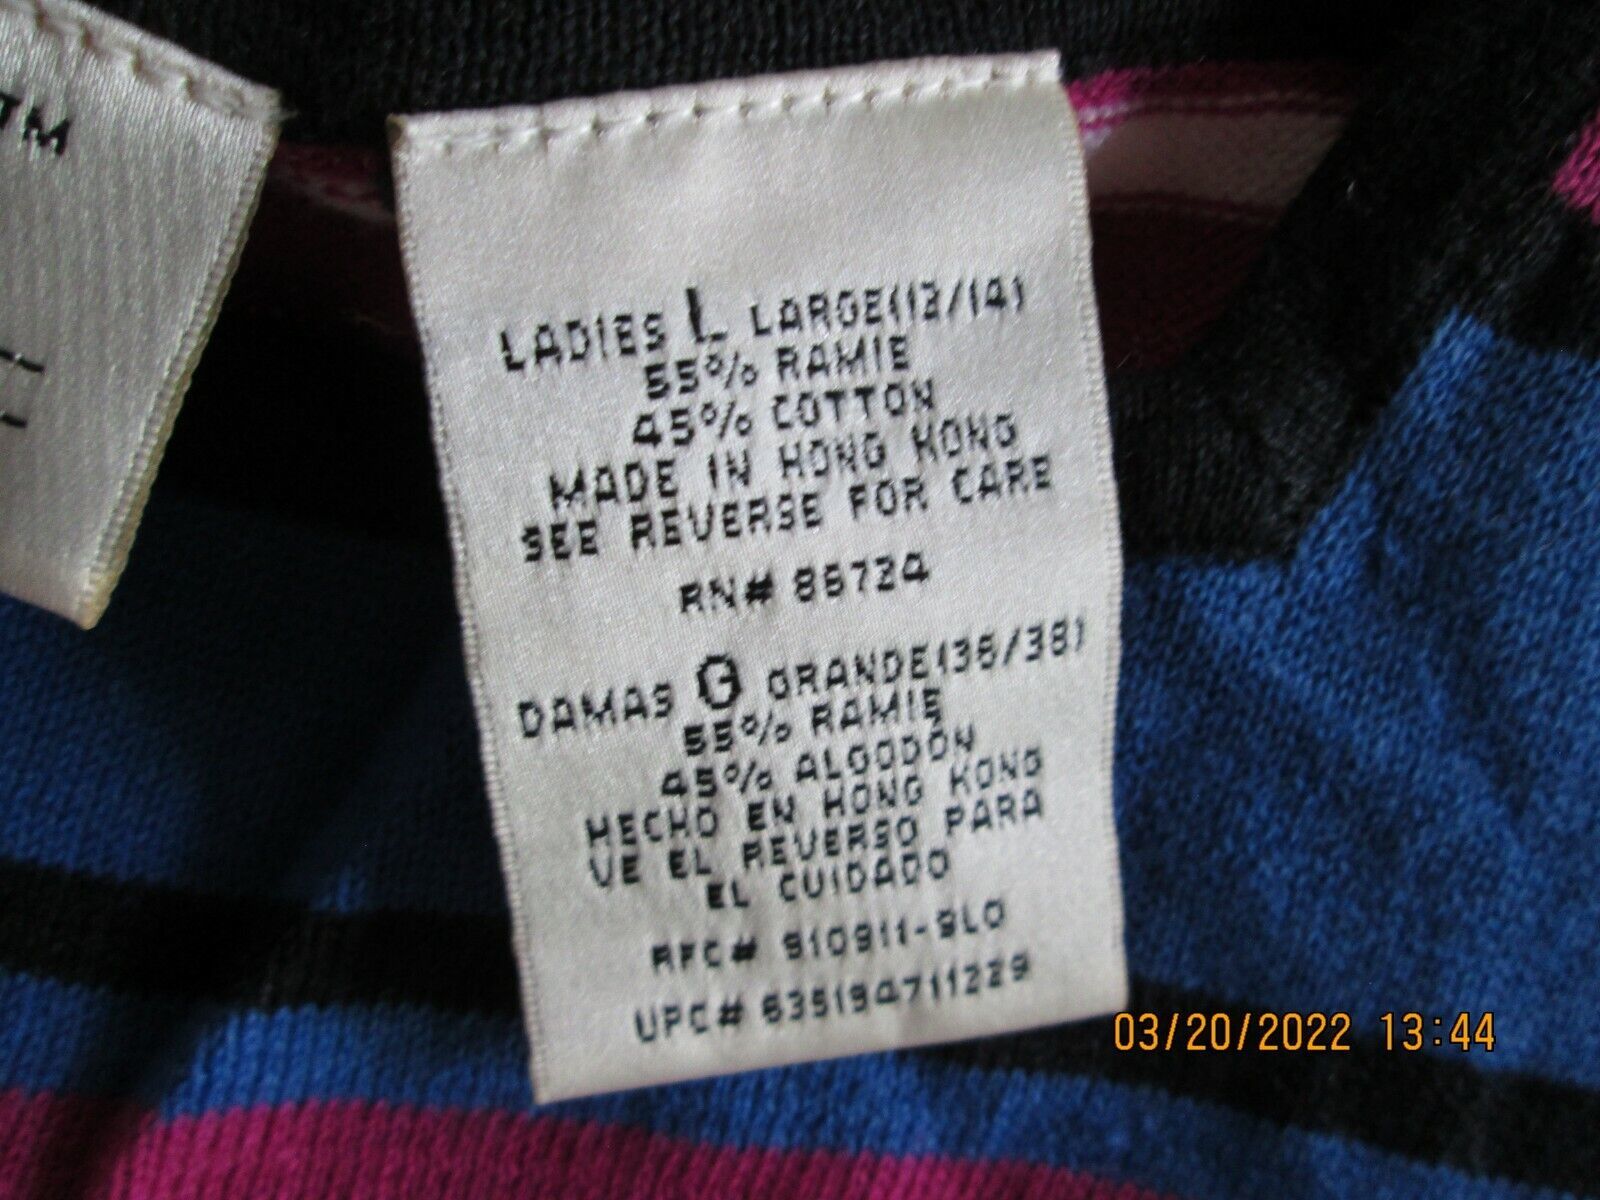 TM
LADIES L LARGE(12/14)
55% RAMIE
45% COTTON
MADE IN HONG KONG
SEE REVERSE FOR CARE
RN# 86724
DAMAS G GRANDE(36/38)
55% RAMIE
45% ALGODON
HECHO EN HONG KONG
VE EL REVERSO PARA
EL CUIDADO
RFC# 910911-9L0
UPC# 635194711229
03/20/2022 13:44